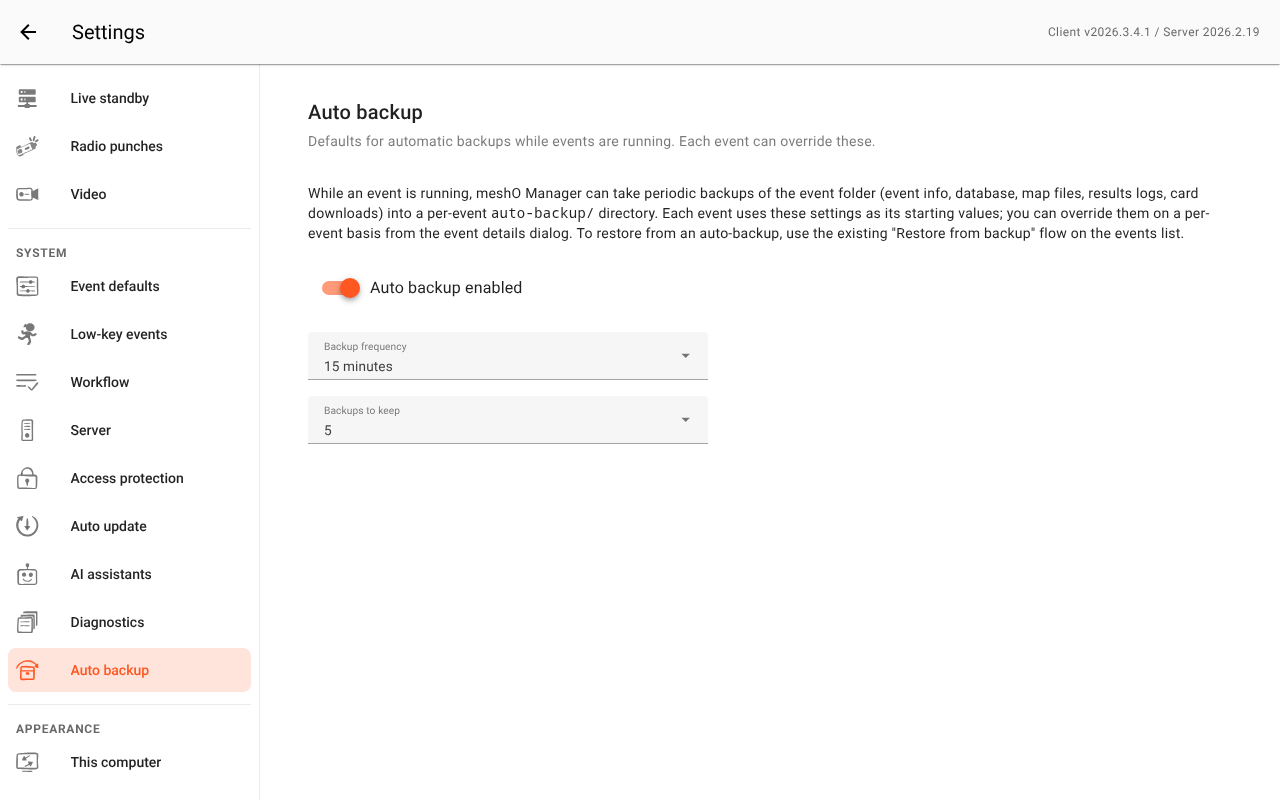 Settings
Client v2026.3.4.1 / Server 2026.2.19
Live standby
Radio punches
Video
SYSTEM
Event defaults
Low-key events
Workflow
Server
Access protection
Auto update
AI assistants
Diagnostics
Auto backup
APPEARANCE
This computer
Auto backup
Defaults for automatic backups while events are running. Each event can override these.
While an event is running, meshO Manager can take periodic backups of the event folder (event info, database, map files, results logs, card
downloads) into a per-event auto-backup/ directory. Each event uses these settings as its starting values; you can override them on a per-
event basis from the event details dialog. To restore from an auto-backup, use the existing "Restore from backup" flow on the events list.
Auto backup enabled
Backup frequency
15 minutes
Backups to keep
5